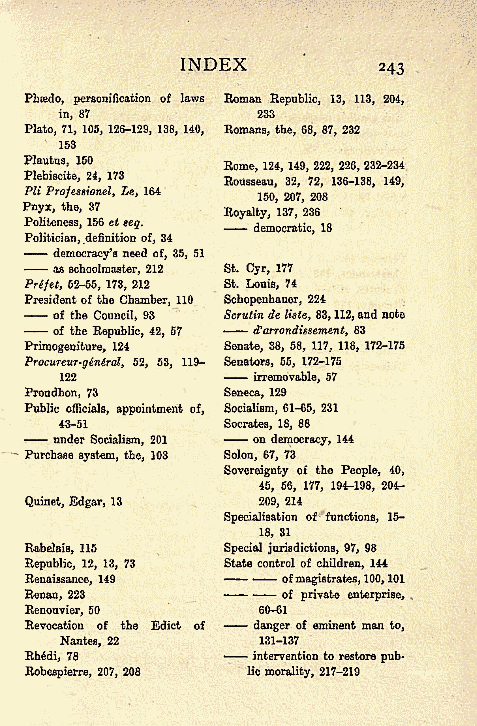 INDEX 243
Phædo, personification of laws
in, 87
Plato, 71, 105, 126–129, 138, 140,
153
Plautus, 150
Plebiscite, 24, 173
Pli Professionel, Le, 164
Pnyx, the, 37
Politeness, 156 et seq.
Politician, definition of, 34
—— democracy's need of, 35, 51
—— as schoolmaster, 212
Préfet, 52–55, 173, 212
President of the Chamber, 110
—— of the Council, 93
—— of the Republic, 42, 57
Primogeniture, 124
Procureur-général, 52, 53, 119–
122
Proudhon, 73
Public officials, appointment of,
43–51
—— under Socialism, 201
Purchase system, the, 103
Quinet, Edgar, 13
Rabelais, 115
Republic, 12, 13, 73
Renaissance, 149
Renan, 223
Renouvier, 50
Revocation of the Edict of
Nantes, 22
Rhédi, 78
Robespierre, 207, 208
Roman Republic, 13, 113, 204,
233
Romans, the, 68, 87, 232
Rome, 124, 149, 222, 226, 232–234
Rousseau, 32, 72, 136–138, 149,
150, 207, 208
Royalty, 137, 236
—— democratic, 18
St. Cyr, 177
St. Louis, 74
Schopenhauer, 224
Scrutin de liste, 83, 112, and note
—— d'arrondissement, 83
Senate, 38, 58, 117, 118, 172–175
Senators, 55, 172–175
—— irremovable, 57
Seneca, 129
Socialism, 61–65, 231
Socrates, 18, 88
—— on democracy, 144
Solon, 67, 73
Sovereignty of the People, 40,
45, 56, 177, 194–198, 204–
209, 214
Specialisation of functions, 15–
18, 31
Special jurisdictions, 97, 98
State control of children, 144
—— —— of magistrates, 100, 101
—— —— of private enterprise,
60–61
—— danger of eminent man to,
131–137
—— intervention to restore pub-
lic morality, 217–219